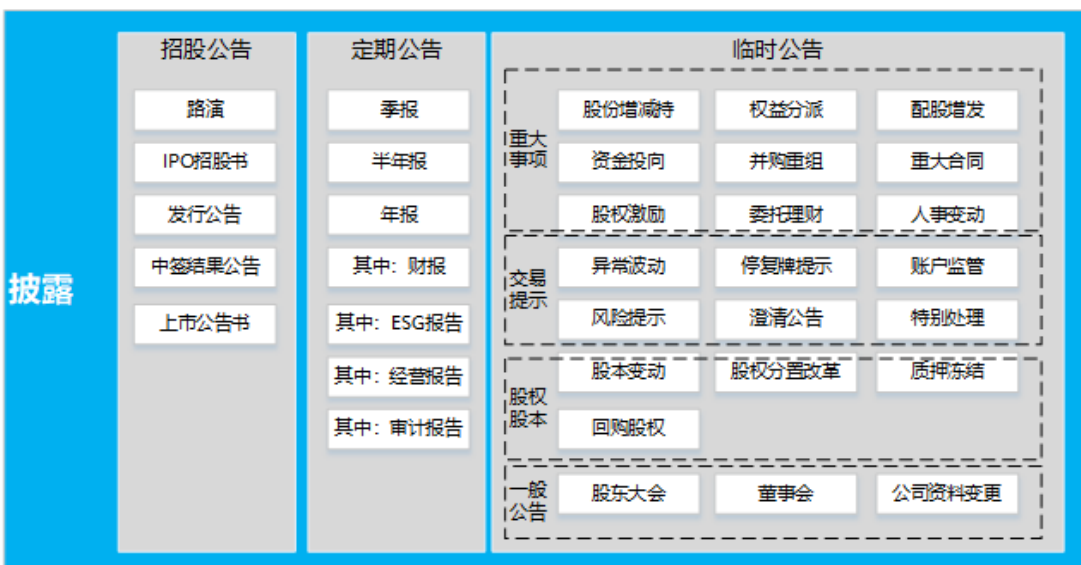 披露
招股公告
路演
IPO招股书
发行公告
中签结果公告
上市公告书
定期公告
季报
半年报
年报
其中：财报
其中：ESG报告
其中：经营报告
其中：审计报告
临时公告
重大
事项
股份增减持
权益分派
配股增发
资金投向
并购重组
重大合同
股权激励
委托理财
人事变动
交易
提示
异常波动
停复牌提示
账户监管
风险提示
澄清公告
特别处理
股权
股本
股本变动
股权分置改革
质押冻结
回购股权
一般
公告
股东大会
董事会
公司资料变更